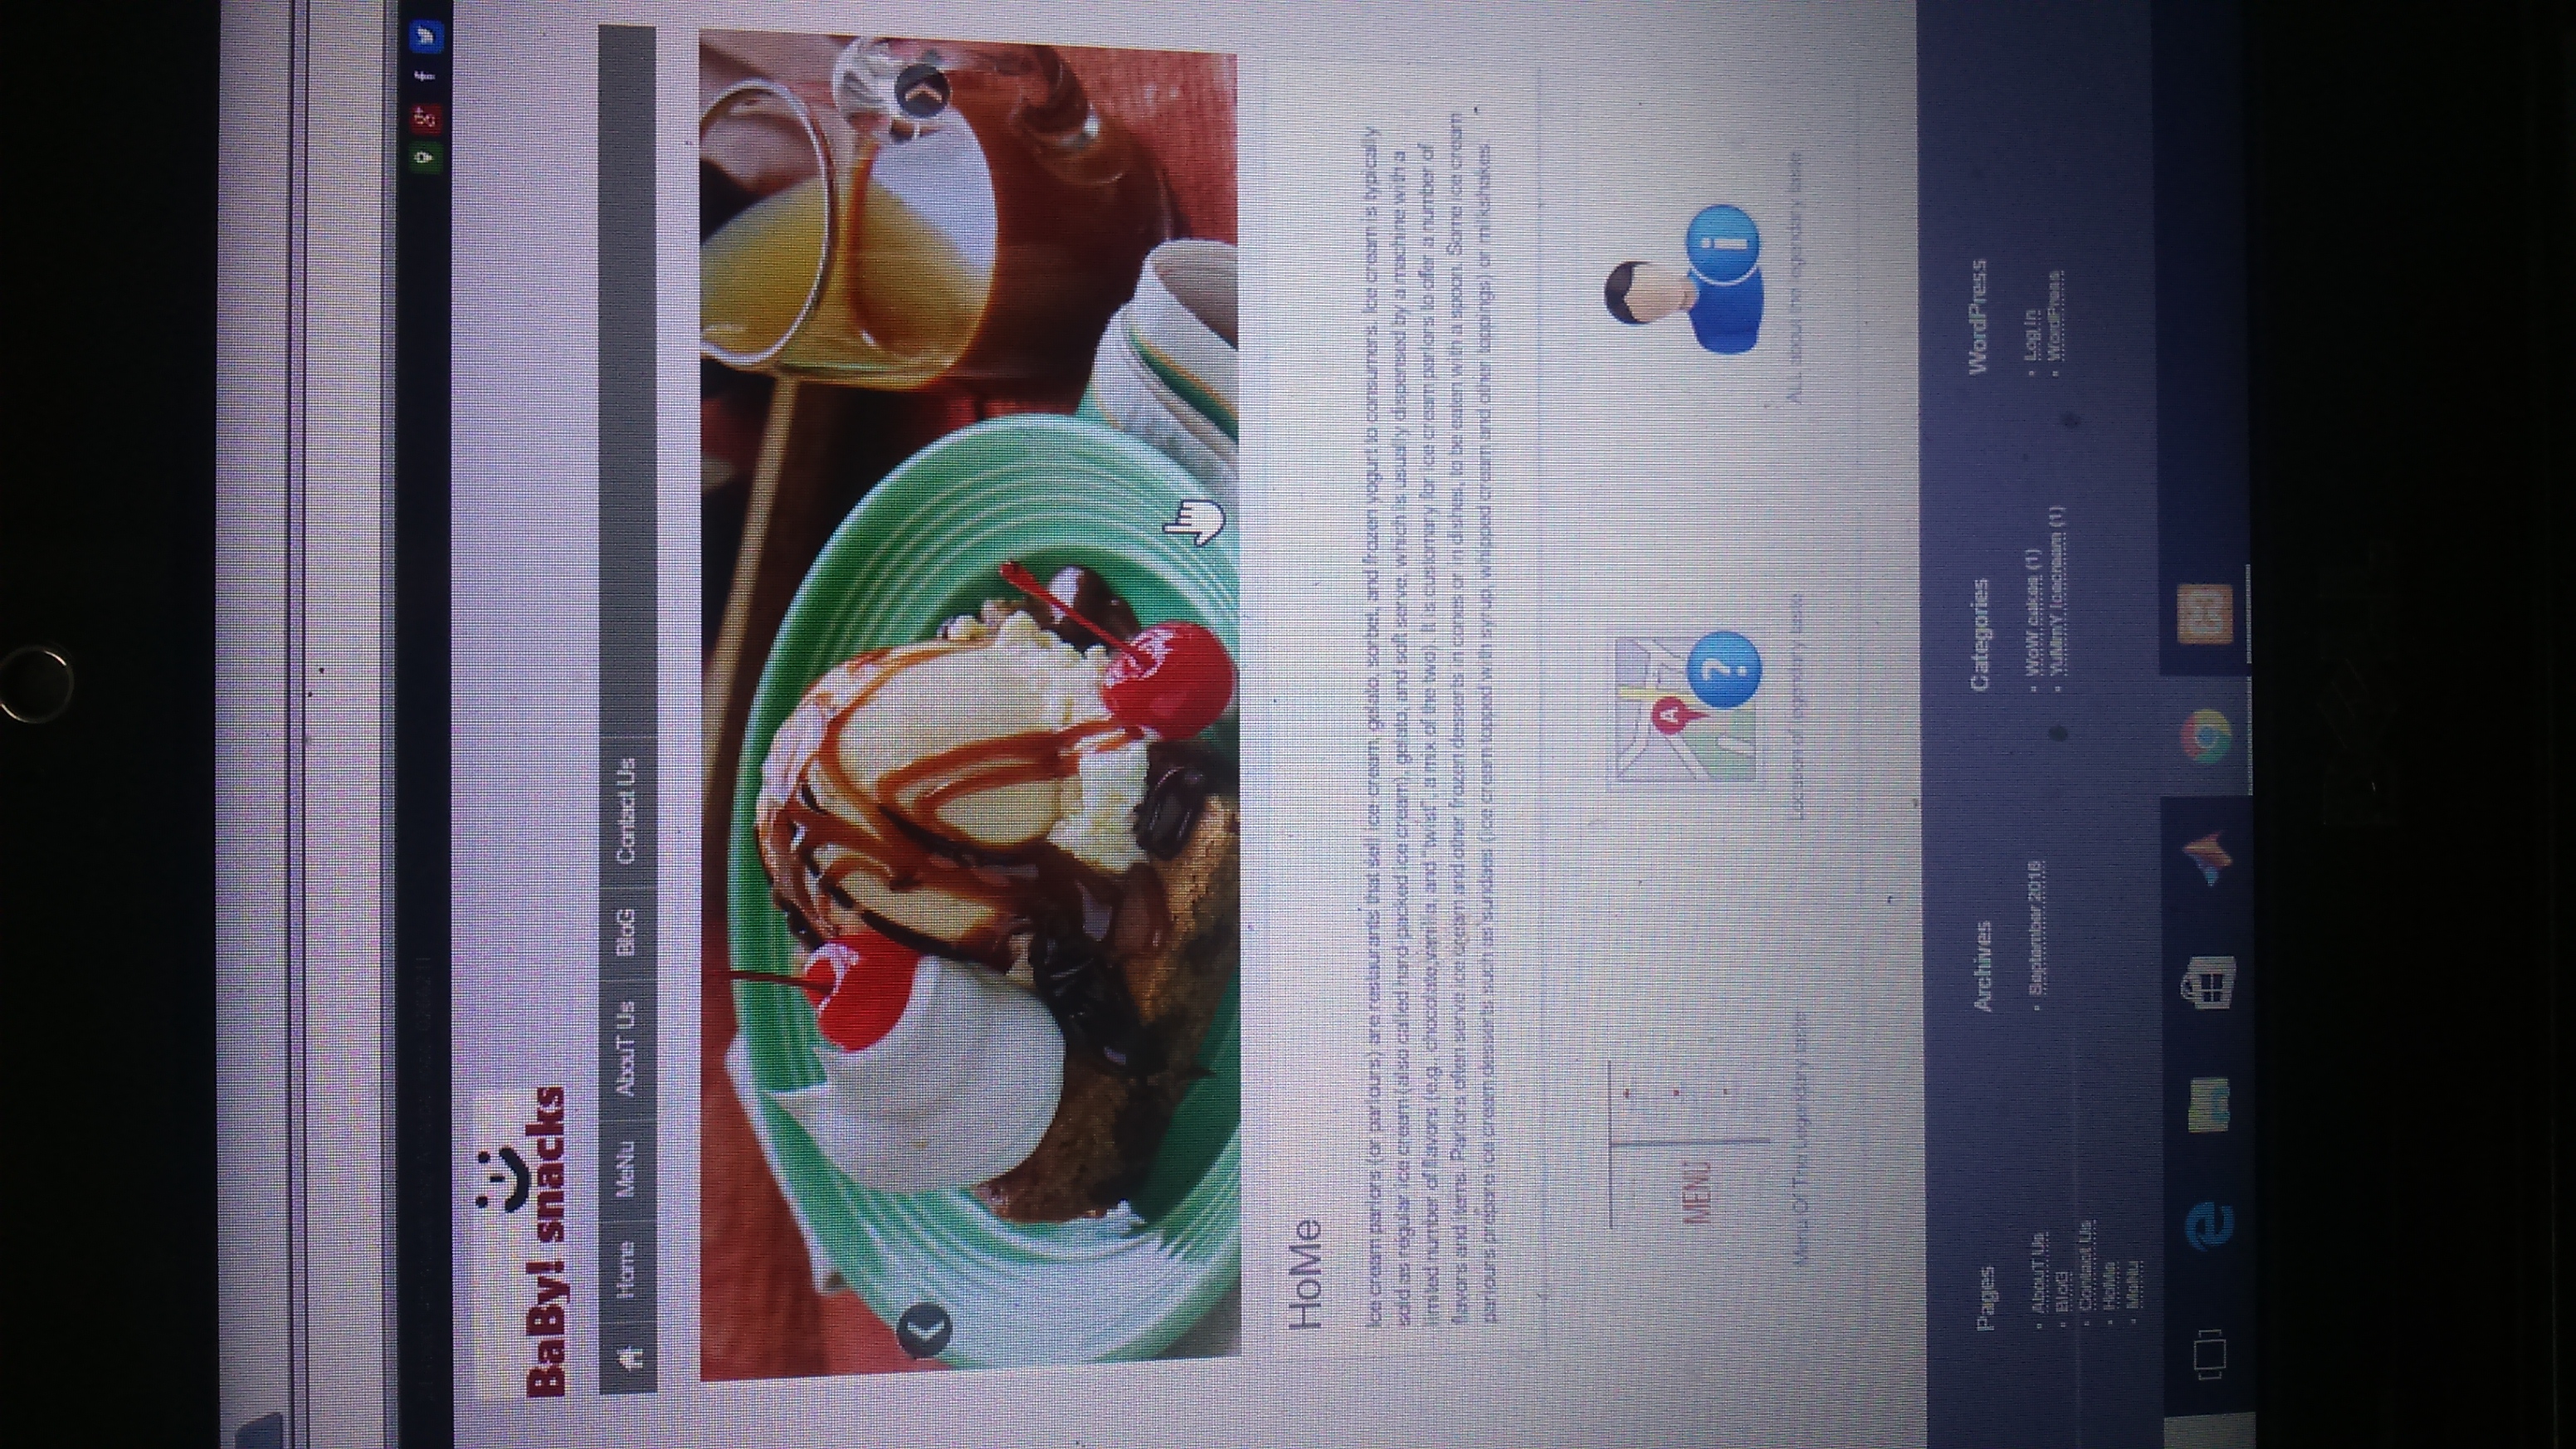 g+ f
BaBy! snacks
Home MeNu AbouT Us BloG Contact Us
HoMe
Ice cream parlors (or parlours) are restaurants that sell ice cream, gelato, sorbet, and frozen yogurt to consumers. Ice cream is typically
sold as regular ice cream (also called hard-packed ice cream), gelato, and soft serve, which is usually dispensed by a machine with a
limited number of flavors (e.g., chocolate,vanilla, and "twist", a mix of the two). It is customary for ice cream parlors to offer a number of
flavors and items. Parlors often serve ice cream and other frozen desserts in cones or in dishes, to be eaten with a spoon. Some ice cream
parlours prepare ice cream desserts such as sundaes (ice cream topped with syrup, whipped cream and other toppings) or milkshakes.
MENU
A
?
i
Menu Of The Legendary taste
Location of legendary taste
ALL about the legendary taste
Pages
AbouT Us
BloG
Contact Us
HoMe
MeNu
Archives
September 2016
Categories
WoW cakes (1)
YuMmY Icecream (1)
WordPress
Log In
WordPress
DELL